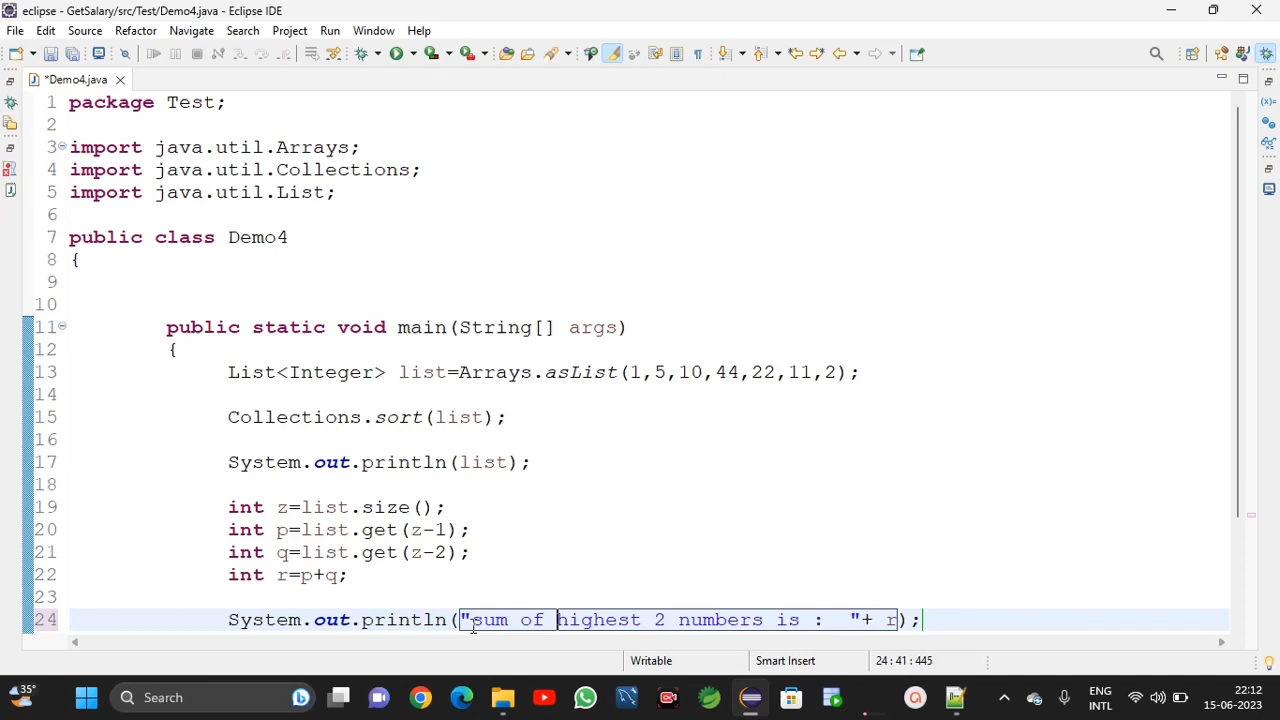 eclipse - GetSalary/src/Test/Demo4.java - Eclipse IDE
File Edit Source Refactor Navigate Search Project Run Window Help
*Demo4.java
1 package Test;
2
3 import java.util.Arrays;
4 import java.util.Collections;
5 import java.util.List;
6
7 public class Demo4
8 {
9
10
11 public static void main(String[] args)
12 {
13 List<Integer> list=Arrays.asList(1,5,10,44,22,11,2);
14
15 Collections.sort(list);
16
17 System.out.println(list);
18
19 int z=list.size();
20 int p=list.get(z-1);
21 int q=list.get(z-2);
22 int r=p+q;
23
24 System.out.println("sum of highest 2 numbers is :  "+ r);
Writable Smart Insert 24 : 41 : 445
35° Search ENG INTL 22:12 15-06-2023